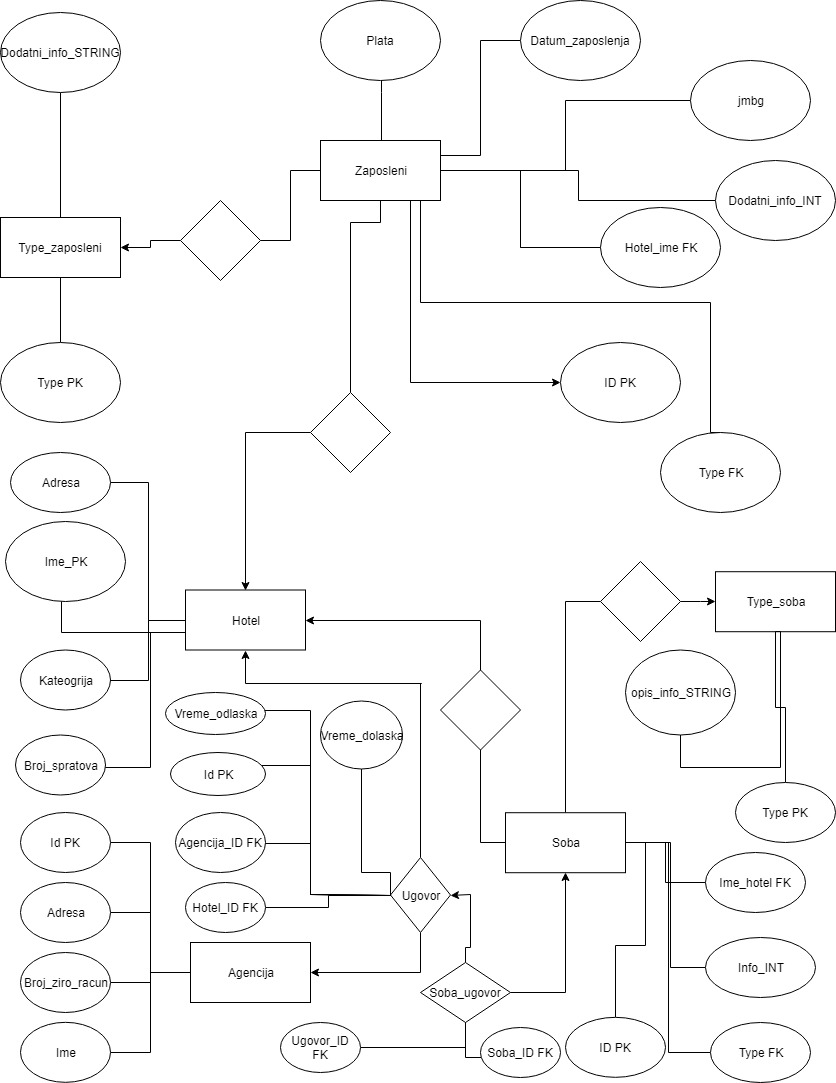 Dodatni_info_STRING
Plata
Datum_zaposlenja
jmbg
Zaposleni
Dodatni_info_INT
Type_zaposleni
Hotel_ime FK
Type PK
ID PK
Type FK
Adresa
Ime_PK
Hotel
Type_soba
Kateogrija
opis_info_STRING
Vreme_odlaska
Vreme_dolaska
Broj_spratova
Id PK
Type PK
Id PK
Agencija_ID FK
Soba
Ime_hotel FK
Ugovor
Hotel_ID FK
Adresa
Info_INT
Agencija
Broj_ziro_racun
Soba_ugovor
Ugovor_ID
FK
Soba_ID FK
ID PK
Type FK
Ime